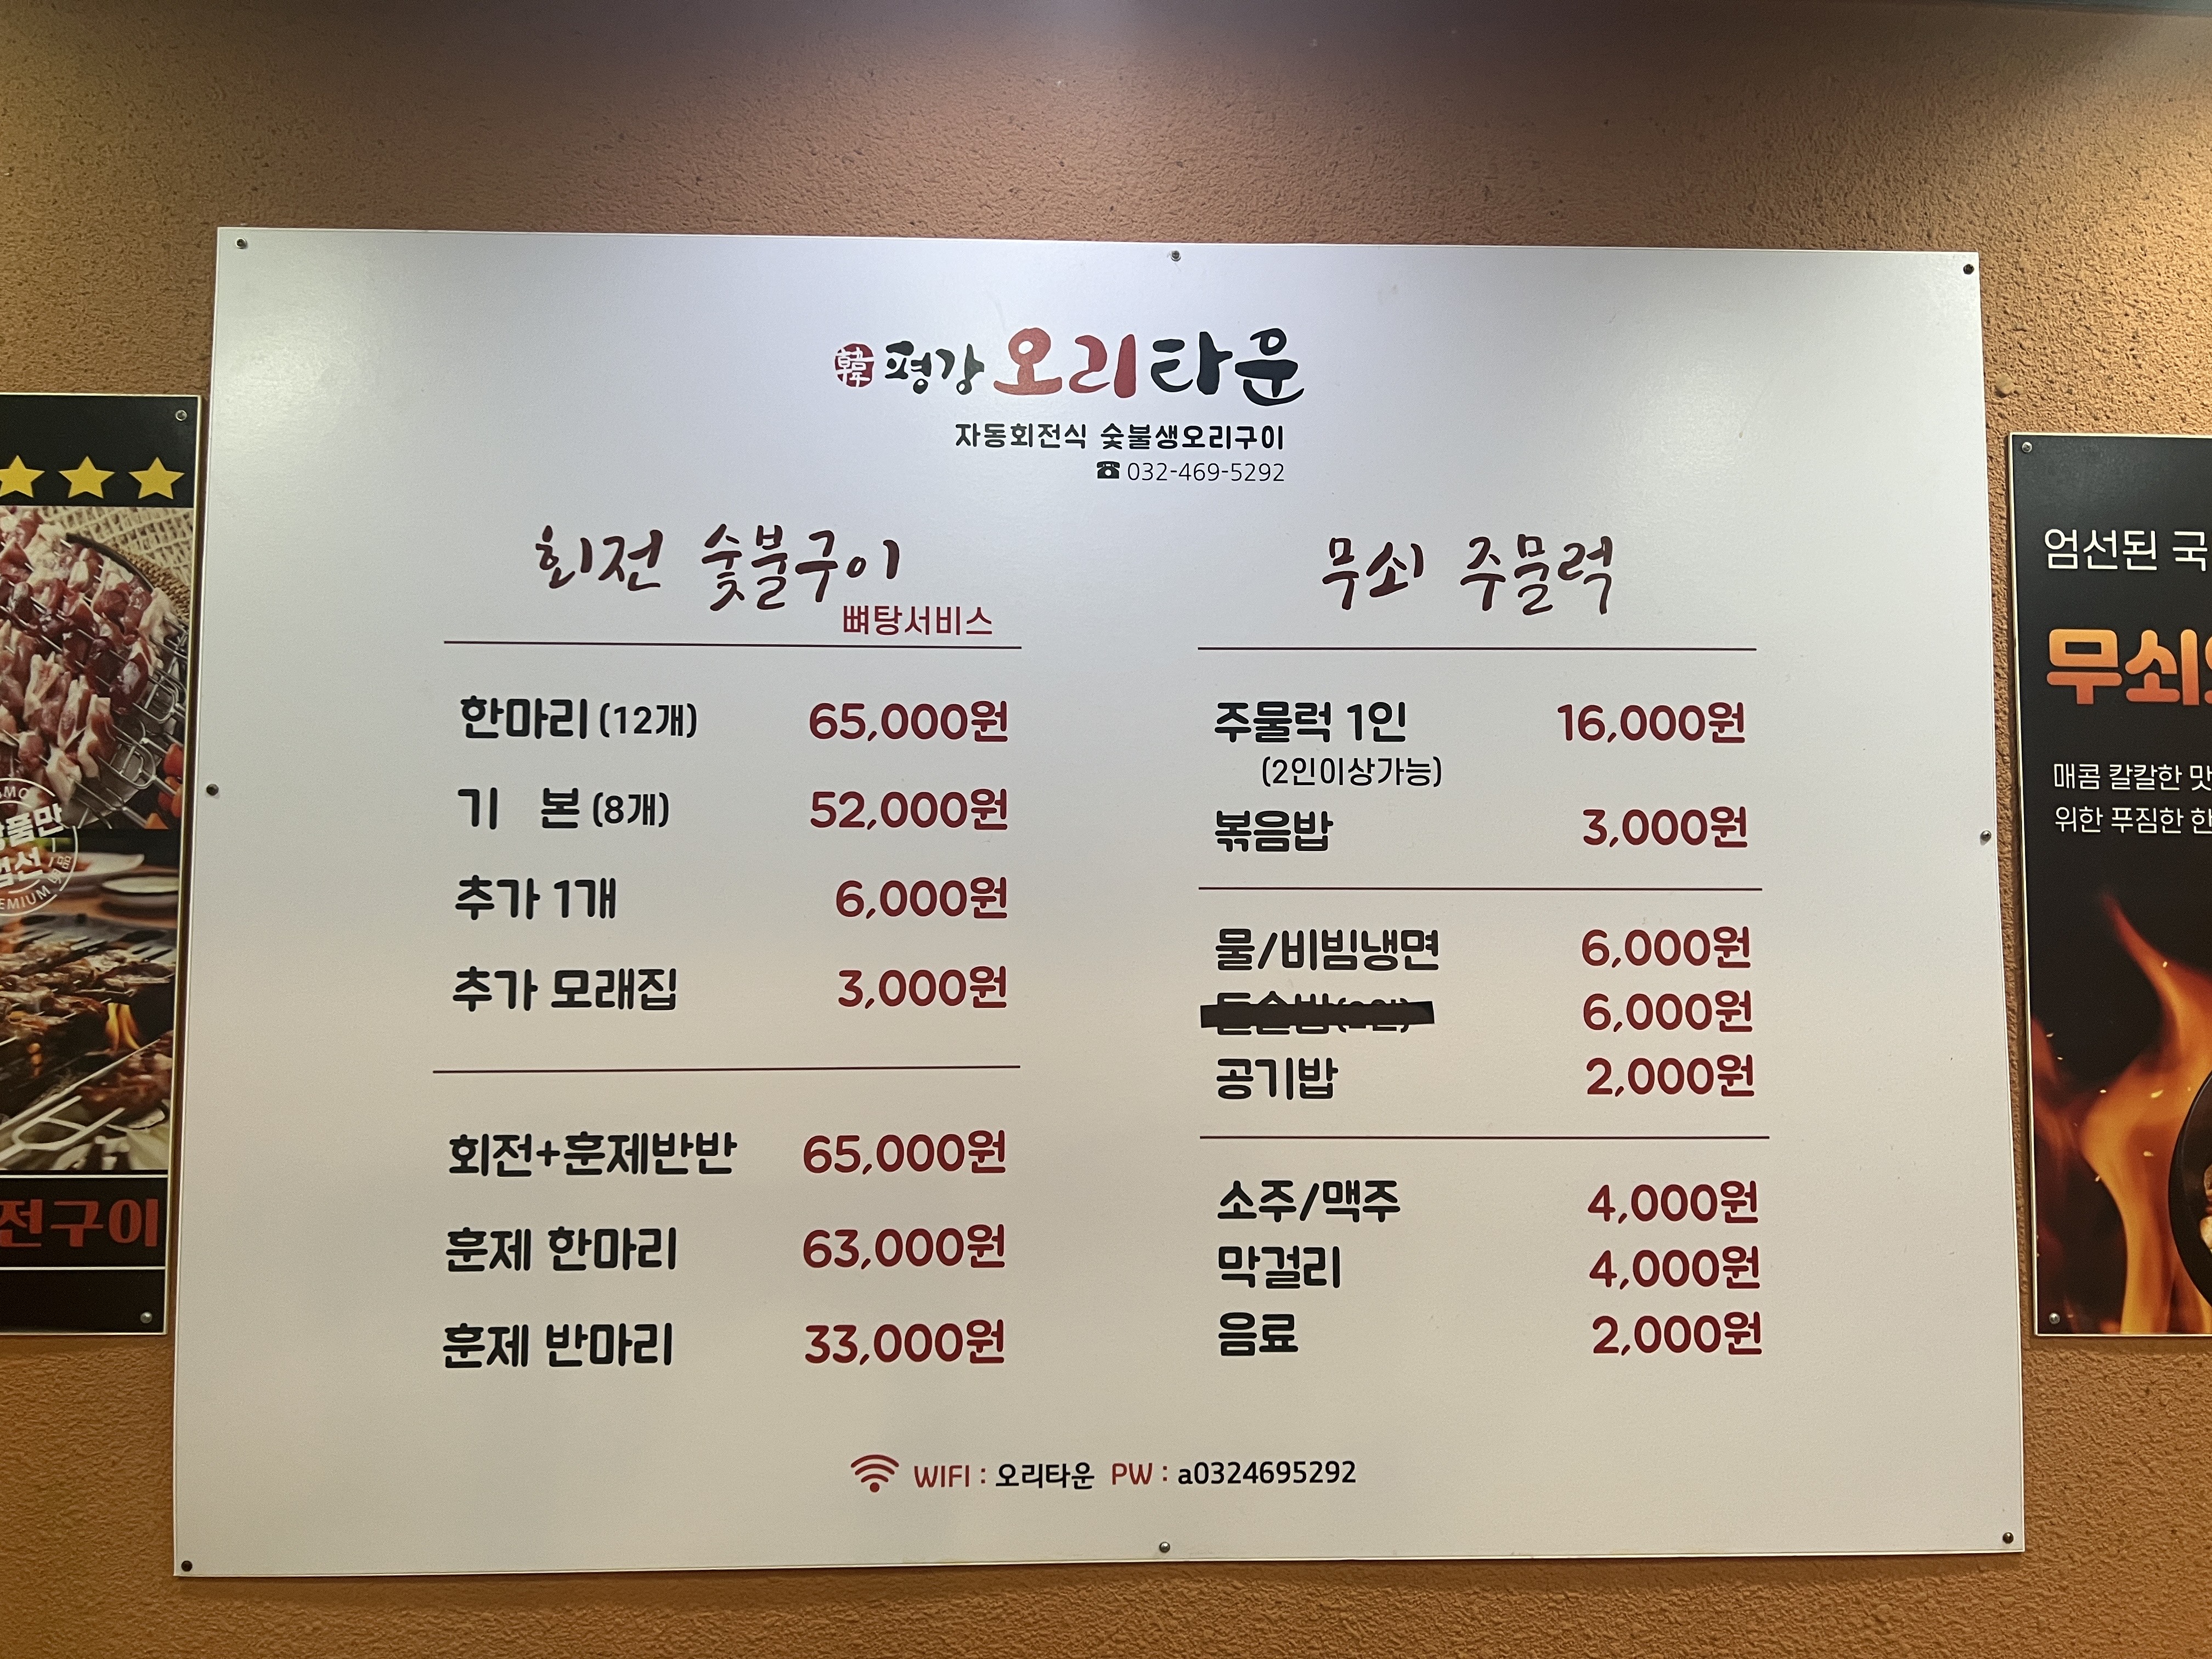 韓 평강 오리타운
자동회전식 숯불생오리구이
☎ 032-469-5292
회전 숯불구이
뼈탕서비스
한마리 (12개) 65,000원
기 본 (8개) 52,000원
추가 1개 6,000원
추가 모래집 3,000원
회전+훈제반반 65,000원
훈제 한마리 63,000원
훈제 반마리 33,000원
무쇠 주물럭
주물럭 1인 16,000원
(2인이상가능)
볶음밥 3,000원
물/비빔냉면 6,000원
6,000원
공기밥 2,000원
소주/맥주 4,000원
막걸리 4,000원
음료 2,000원
WIFI : 오리타운 PW : a0324695292
전구이
엄선된 국
무쇠
매콤 칼칼한 맛
위한 푸짐한 한